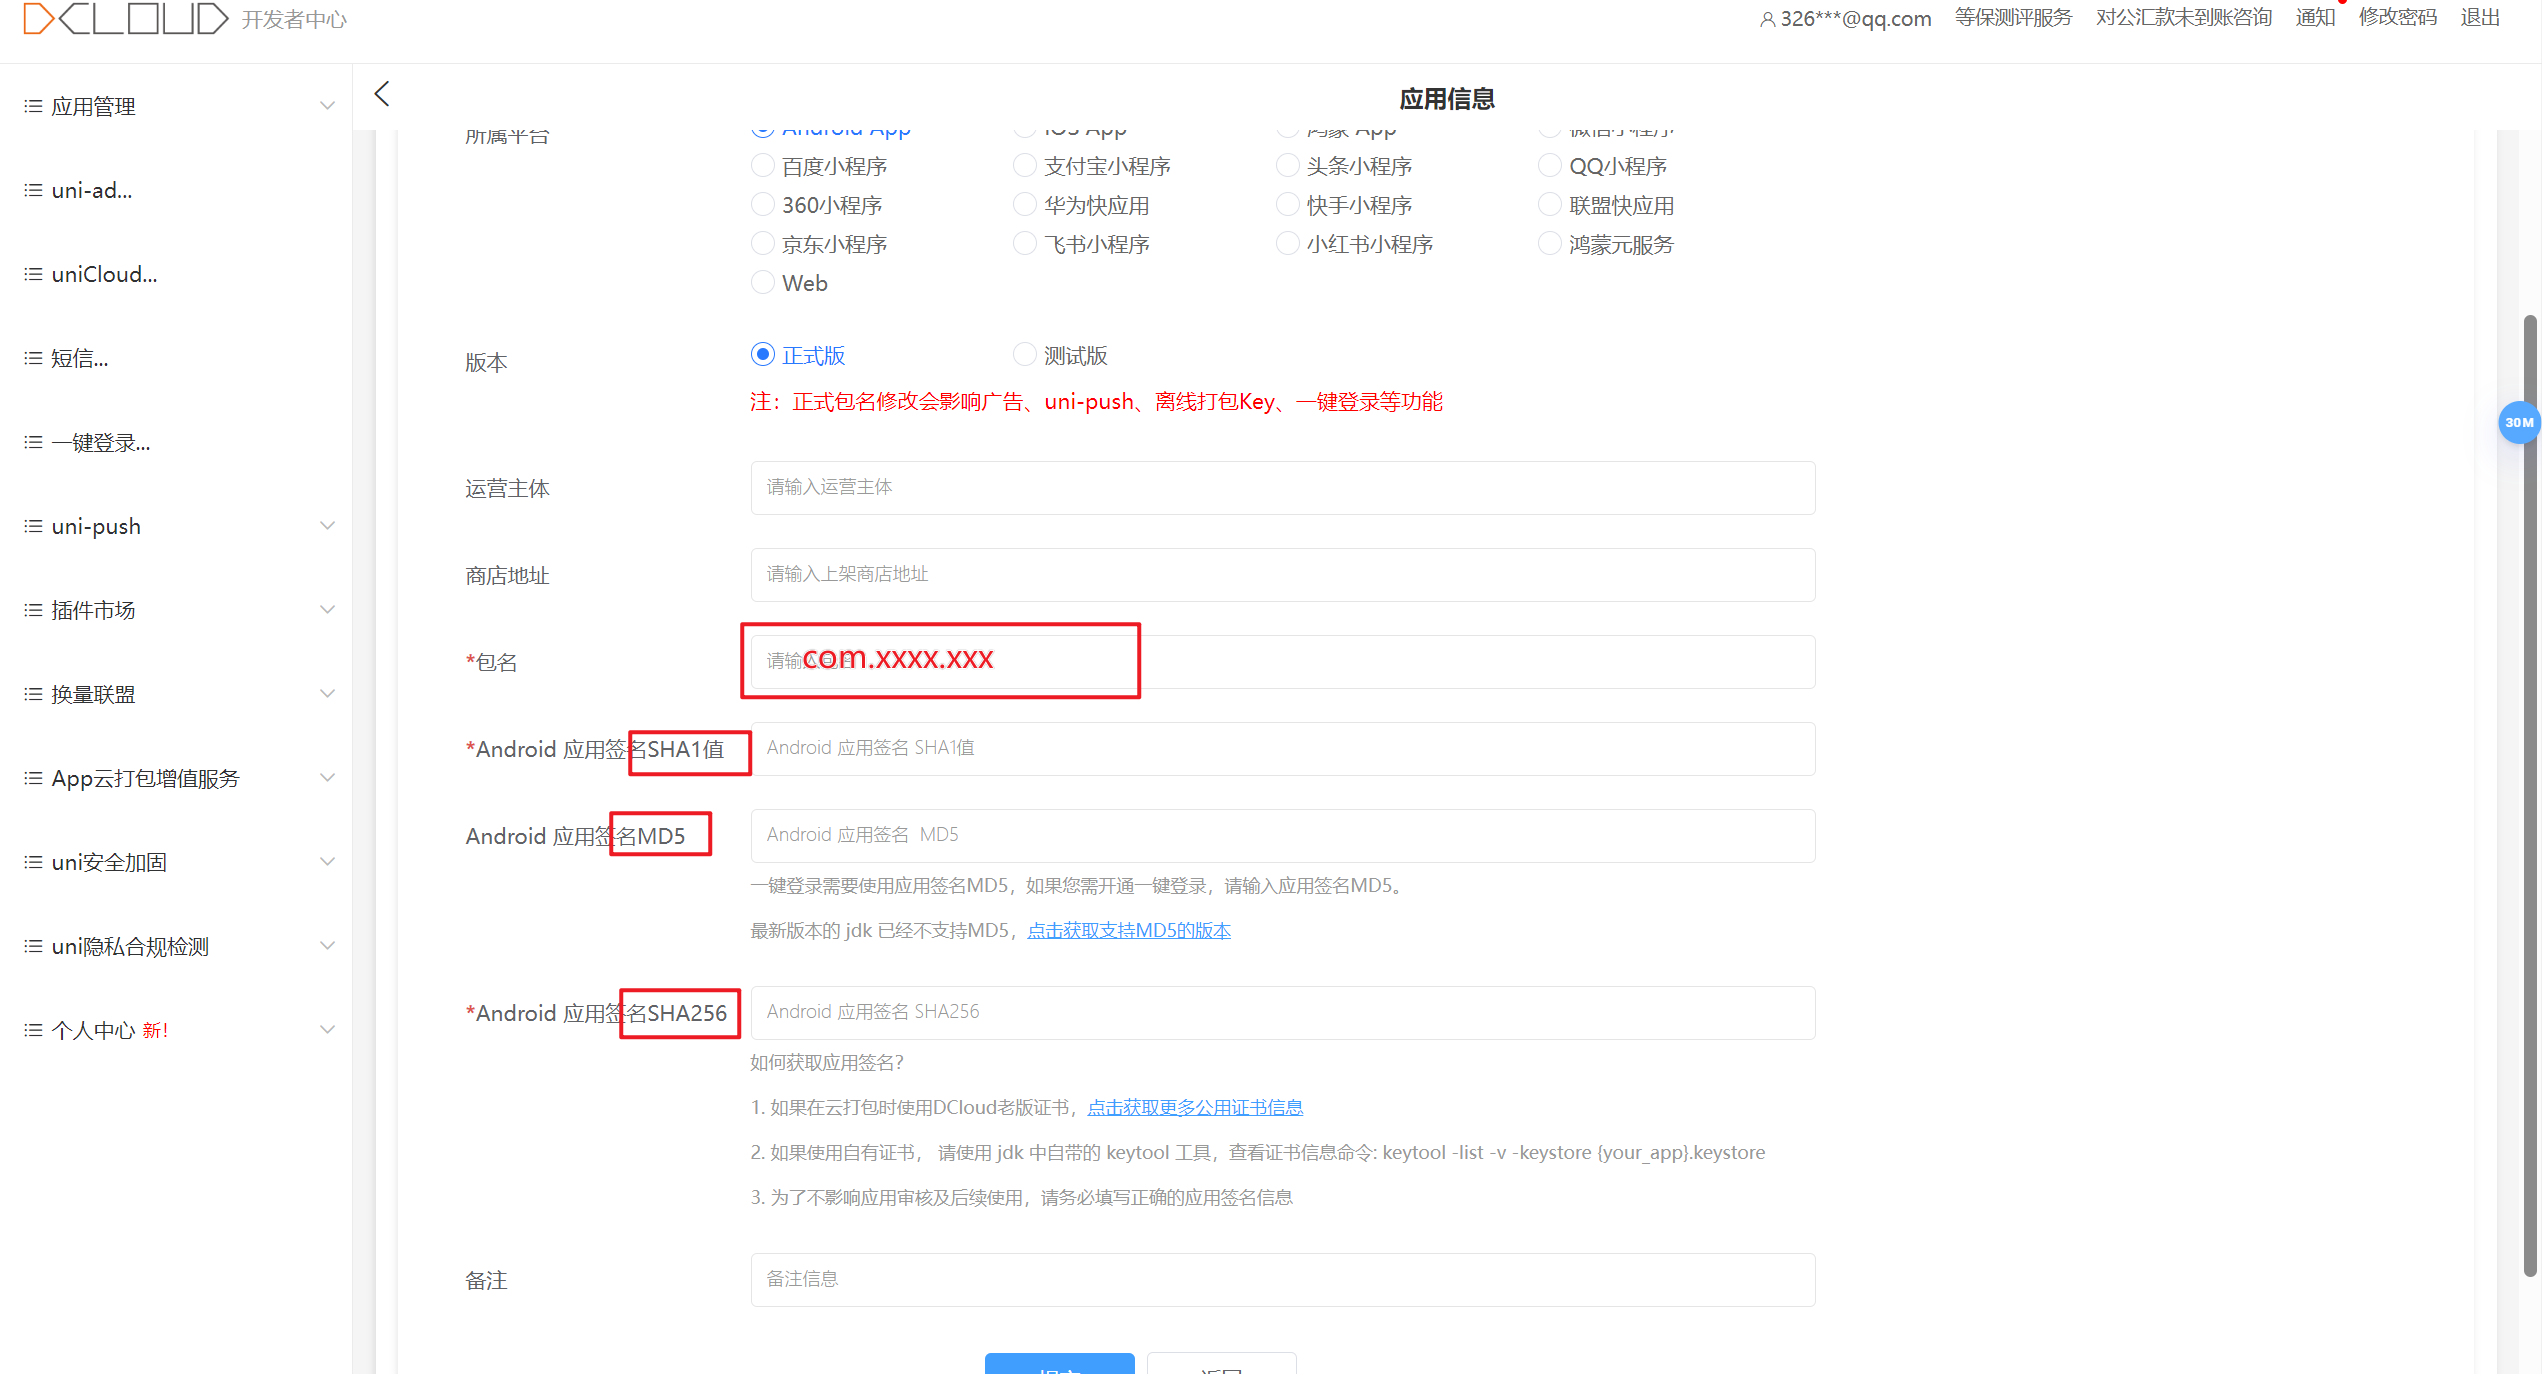 DCLOUD 开发者中心
326***@qq.com 等保测评服务 对公汇款未到账咨询 通知 修改密码 退出
应用管理
uni-ad...
uniCloud...
短信...
一键登录...
uni-push
插件市场
换量联盟
App云打包增值服务
uni安全加固
uni隐私合规检测
个人中心 新!
应用信息
所属平台
Android App iOS App 鸿蒙 App 微信小程序
百度小程序 支付宝小程序 头条小程序 QQ小程序
360小程序 华为快应用 快手小程序 联盟快应用
京东小程序 飞书小程序 小红书小程序 鸿蒙元服务
Web
版本 正式版 测试版
注：正式包名修改会影响广告、uni-push、离线打包Key、一键登录等功能
运营主体 请输入运营主体
商店地址 请输入上架商店地址
*包名 请输入包名 com.xxxx.xxx
*Android 应用签名SHA1值 Android 应用签名 SHA1值
Android 应用签名MD5 Android 应用签名 MD5
一键登录需要使用应用签名MD5，如果您需开通一键登录，请输入应用签名MD5。
最新版本的 jdk 已经不支持MD5，点击获取支持MD5的版本
*Android 应用签名SHA256 Android 应用签名 SHA256
如何获取应用签名？
1. 如果在云打包时使用DCloud老版证书，点击获取更多公用证书信息
2. 如果使用自有证书， 请使用 jdk 中自带的 keytool 工具，查看证书信息命令: keytool -list -v -keystore {your_app}.keystore
3. 为了不影响应用审核及后续使用，请务必填写正确的应用签名信息
备注 备注信息
提交 返回
30M